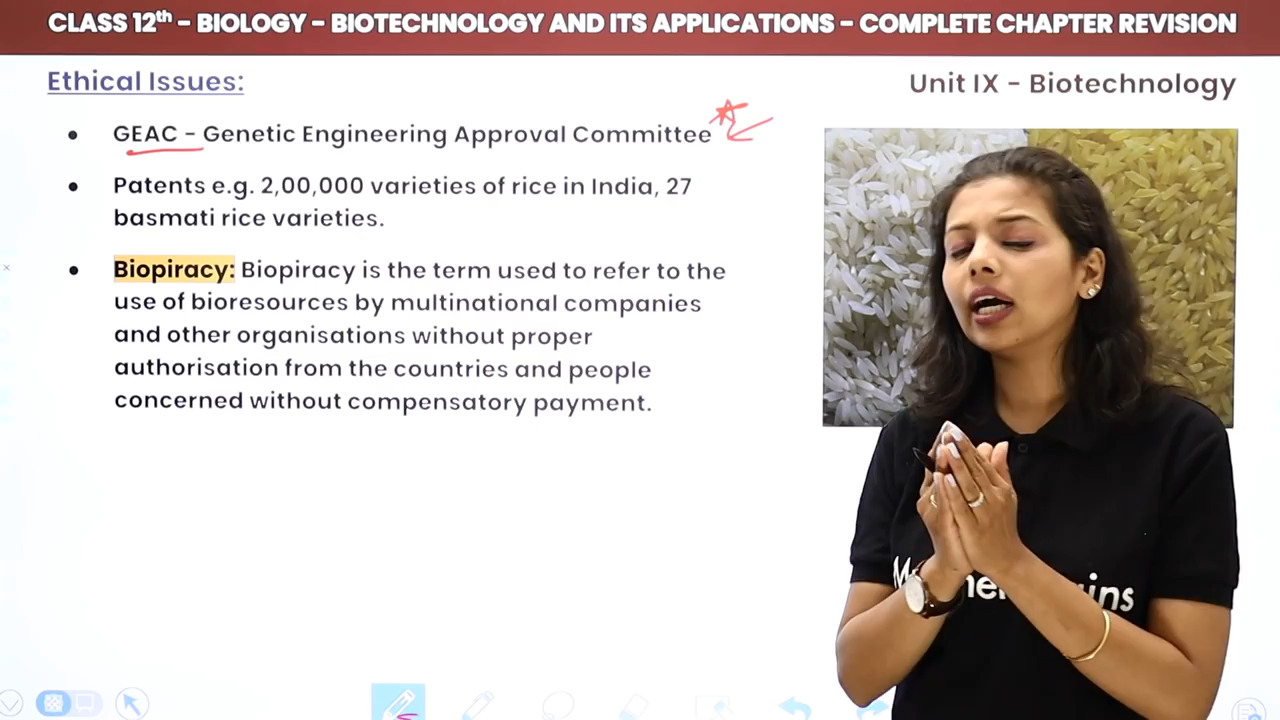 CLASS 12th - BIOLOGY - BIOTECHNOLOGY AND ITS APPLICATIONS - COMPLETE CHAPTER REVISION
Ethical Issues:
Unit IX - Biotechnology
• GEAC - Genetic Engineering Approval Committee
• Patents e.g. 2,00,000 varieties of rice in India, 27
basmati rice varieties.
• Biopiracy: Biopiracy is the term used to refer to the
use of bioresources by multinational companies
and other organisations without proper
authorisation from the countries and people
concerned without compensatory payment.